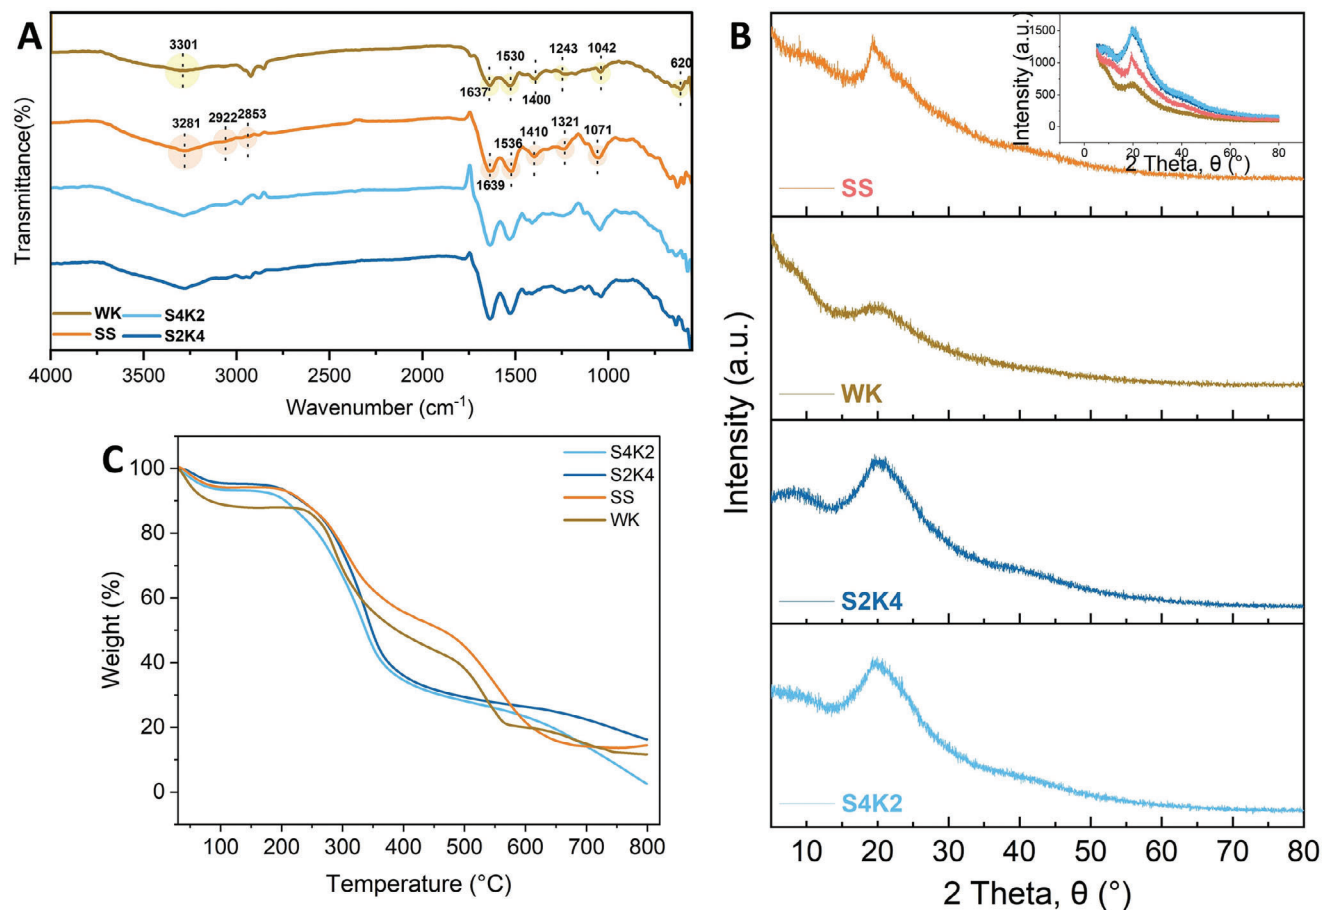 A
3301
1530
1243
1042
620
1637
1400
3281
2922
2853
1536
1410
1321
1071
1639
Transmittance(%)
WK
S4K2
SS
S2K4
4000
3500
3000
2500
2000
1500
1000
Wavenumber (cm⁻¹)
B
Intensity (a.u.)
1500
1000
500
0
0
20
40
60
80
2 Theta, θ (°)
SS
WK
S2K4
S4K2
Intensity (a.u.)
10
20
30
40
50
60
70
80
2 Theta, θ (°)
C
S4K2
S2K4
SS
WK
Weight (%)
100
80
60
40
20
0
100
200
300
400
500
600
700
800
Temperature (°C)